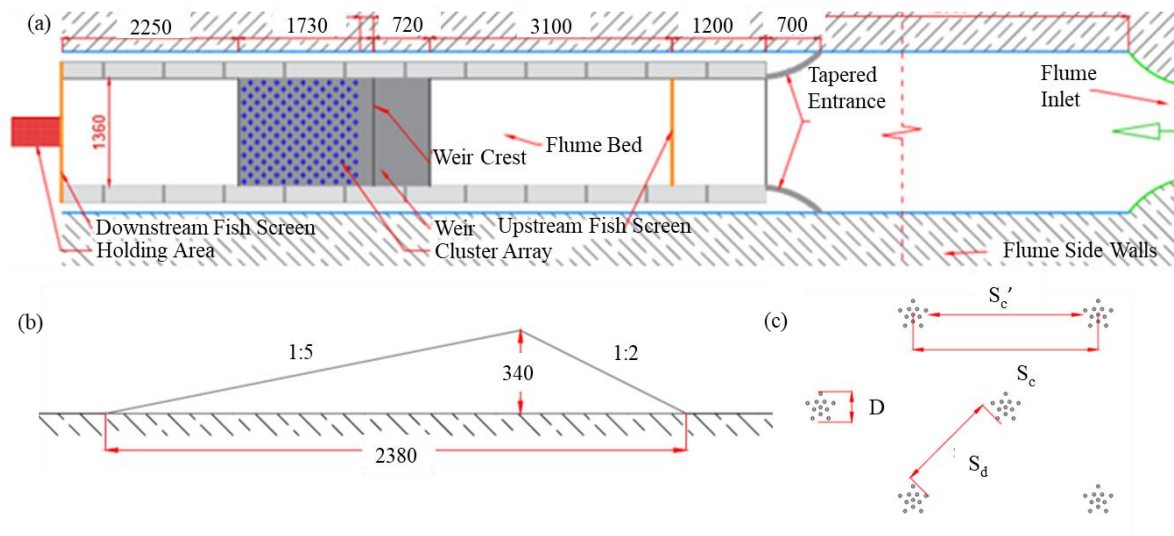 (a)
2250
1730
720
3100
1200
700
1360
Tapered
Entrance
Flume
Inlet
Flume Bed
Weir Crest
Downstream Fish Screen
Holding Area
Weir
Cluster Array
Upstream Fish Screen
Flume Side Walls
(b)
1:5
1:2
340
2380
(c)
Sc’
Sc
D
Sd